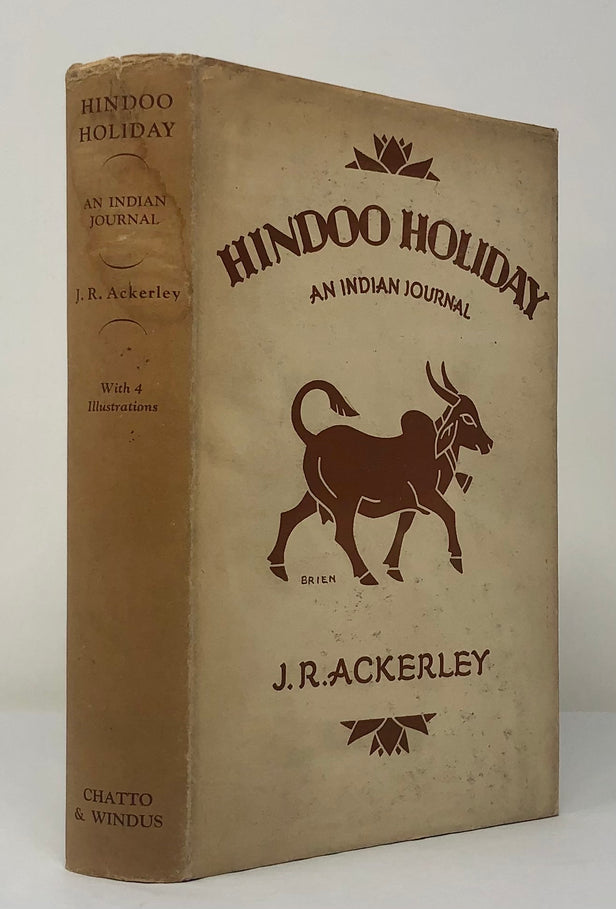 HINDOO
HOLIDAY
AN INDIAN
JOURNAL
J. R. Ackerley
With 4
Illustrations
CHATTO
& WINDUS
HINDOO HOLIDAY
AN INDIAN JOURNAL
BRIEN
J. R. ACKERLEY